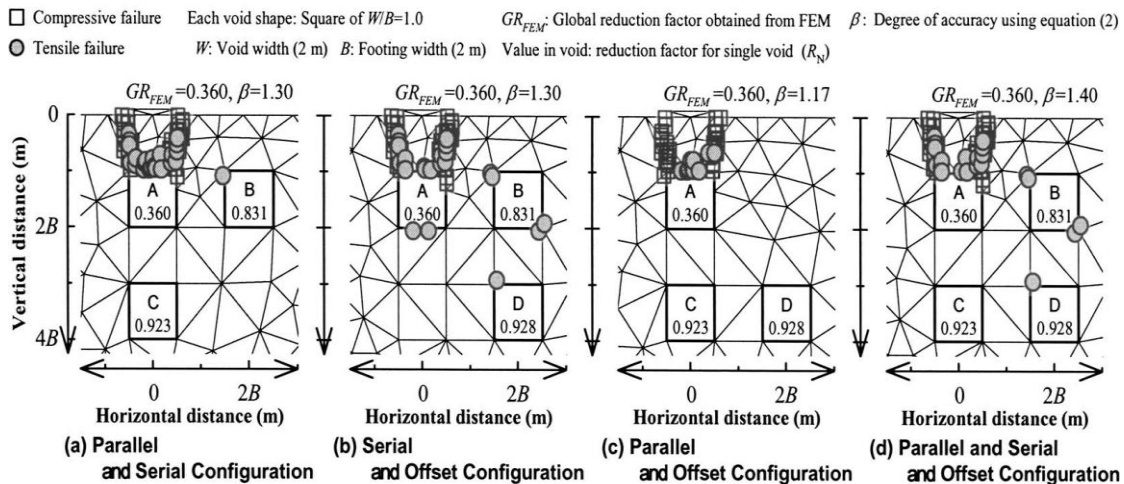 Compressive failure Each void shape: Square of W/B=1.0 GR_FEM: Global reduction factor obtained from FEM β: Degree of accuracy using equation (2)
Tensile failure W: Void width (2 m) B: Footing width (2 m) Value in void: reduction factor for single void (R_N)
GR_FEM =0.360, β=1.30 GR_FEM =0.360, β=1.30 GR_FEM =0.360, β=1.17 GR_FEM =0.360, β=1.40
0
A B A B A A B
0.360 0.831 0.360 0.831 0.360 0.360 0.831
2B
C D C D C D
0.923 0.928 0.923 0.928 0.923 0.928
4B
Vertical distance (m)
0 2B 0 2B 0 2B 0 2B
Horizontal distance (m) Horizontal distance (m) Horizontal distance (m) Horizontal distance (m)
(a) Parallel (b) Serial (c) Parallel (d) Parallel and Serial
and Serial Configuration and Offset Configuration and Offset Configuration and Offset Configuration